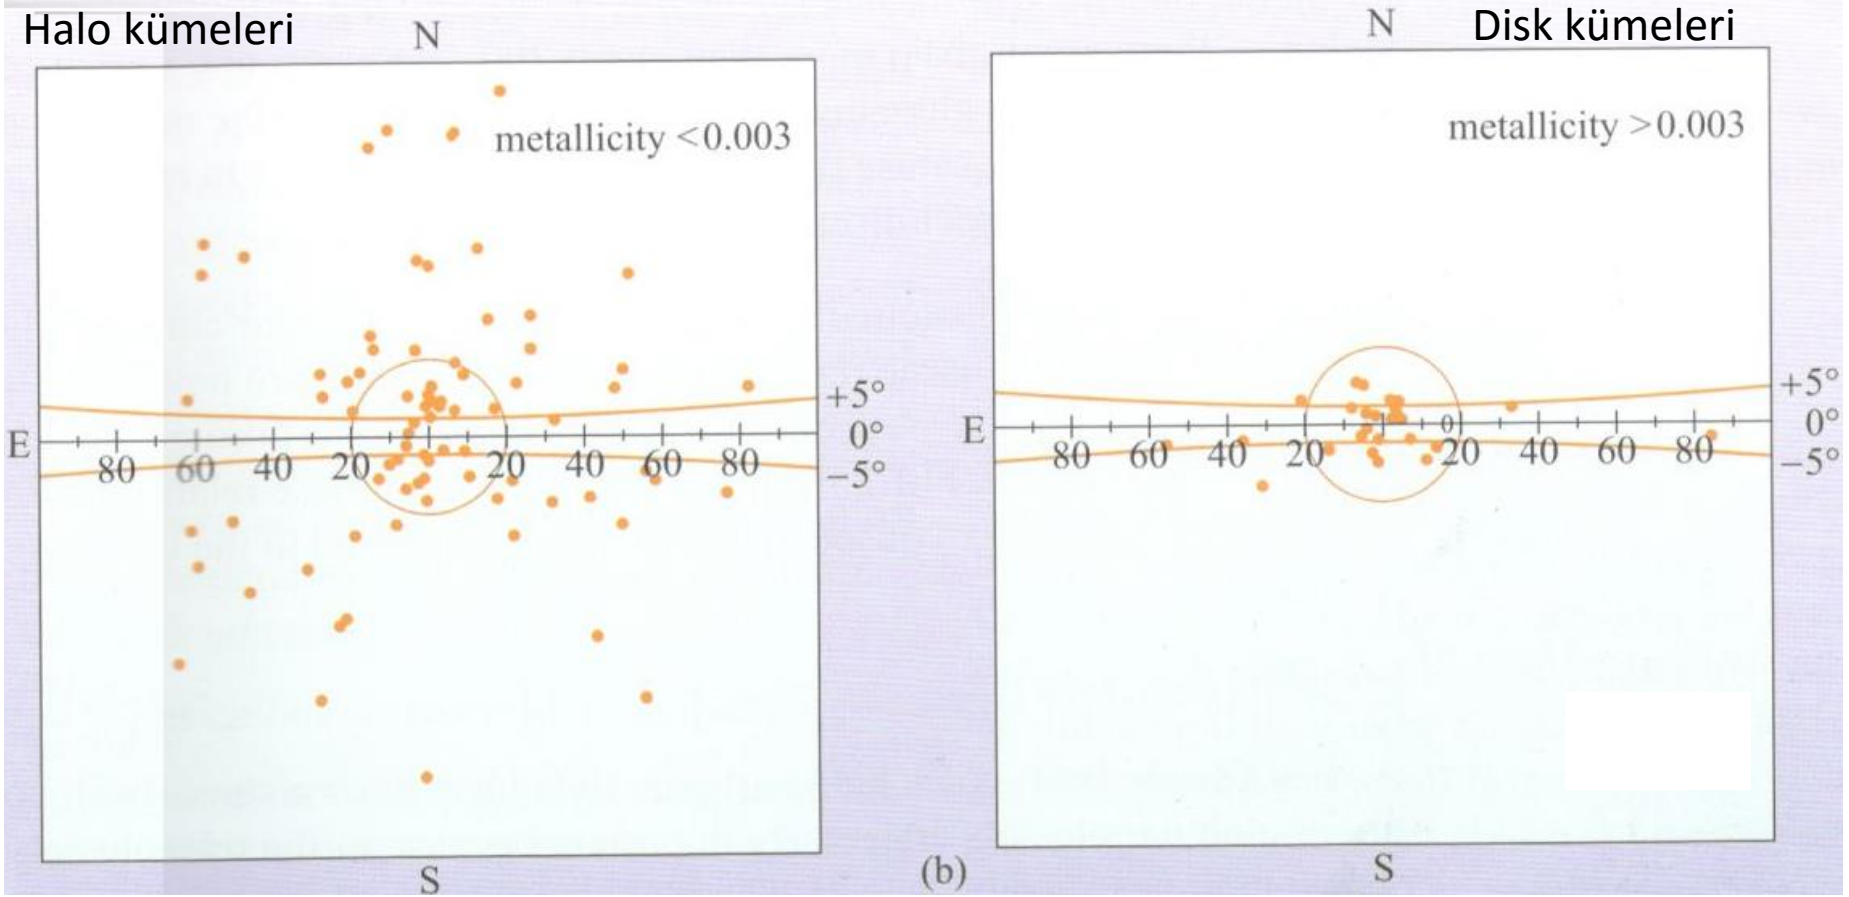 Halo kümeleri
N
metallicity <0.003
+5°
0°
−5°
E
80 60 40 20 20 40 60 80
S
(b)
Disk kümeleri
N
metallicity >0.003
+5°
0°
−5°
E
80 60 40 20 0 20 40 60 80
S